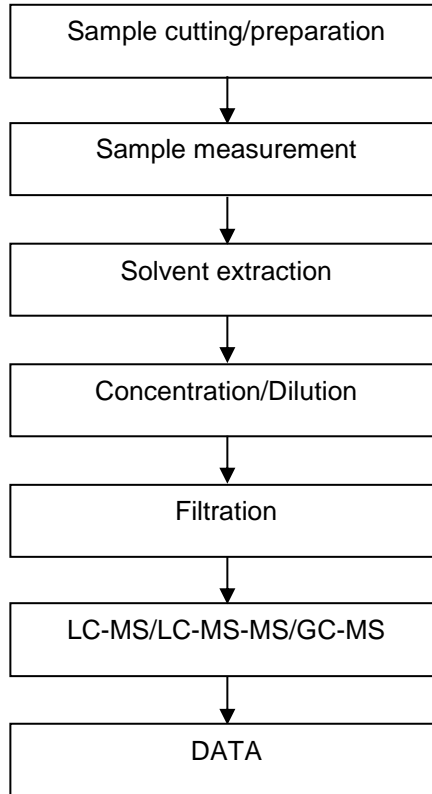 Sample cutting/preparation
Sample measurement
Solvent extraction
Concentration/Dilution
Filtration
LC-MS/LC-MS-MS/GC-MS
DATA